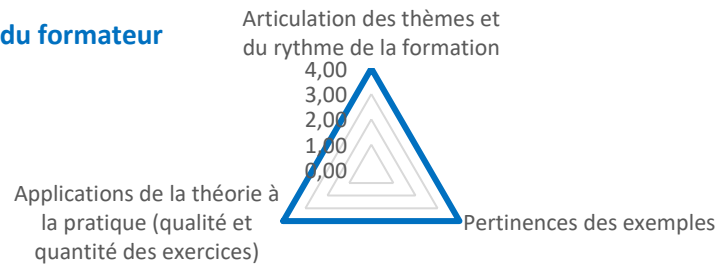 du formateur
Articulation des thèmes et
du rythme de la formation
4,00
3,00
2,00
1,00
0,00
Applications de la théorie à
la pratique (qualité et
quantité des exercices)
Pertinences des exemples